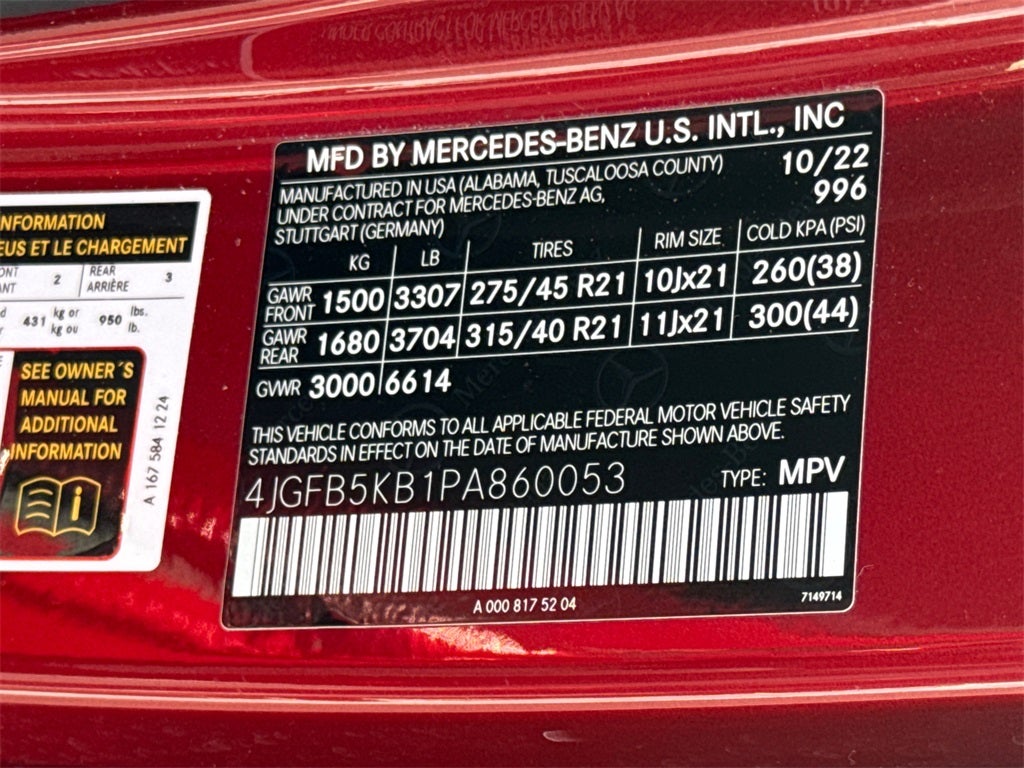 MFD BY MERCEDES-BENZ U.S. INTL., INC
MANUFACTURED IN USA (ALABAMA, TUSCALOOSA COUNTY) 10/22
UNDER CONTRACT FOR MERCEDES-BENZ AG, 996
STUTTGART (GERMANY)
KG LB TIRES RIM SIZE COLD KPA (PSI)
GAWR FRONT 1500 3307 275/45 R21 10Jx21 260(38)
GAWR REAR 1680 3704 315/40 R21 11Jx21 300(44)
GVWR 3000 6614
THIS VEHICLE CONFORMS TO ALL APPLICABLE FEDERAL MOTOR VEHICLE SAFETY
STANDARDS IN EFFECT ON THE DATE OF MANUFACTURE SHOWN ABOVE.
4JGFB5KB1PA860053 TYPE: MPV
A 000 817 52 04 7149714
INFORMATION
ET LE CHARGEMENT
2 REAR 3
ARRIÈRE
431 kg or 950 lbs.
kg ou lb.
SEE OWNER´S
MANUAL FOR
ADDITIONAL
INFORMATION
A 167 584 12 24